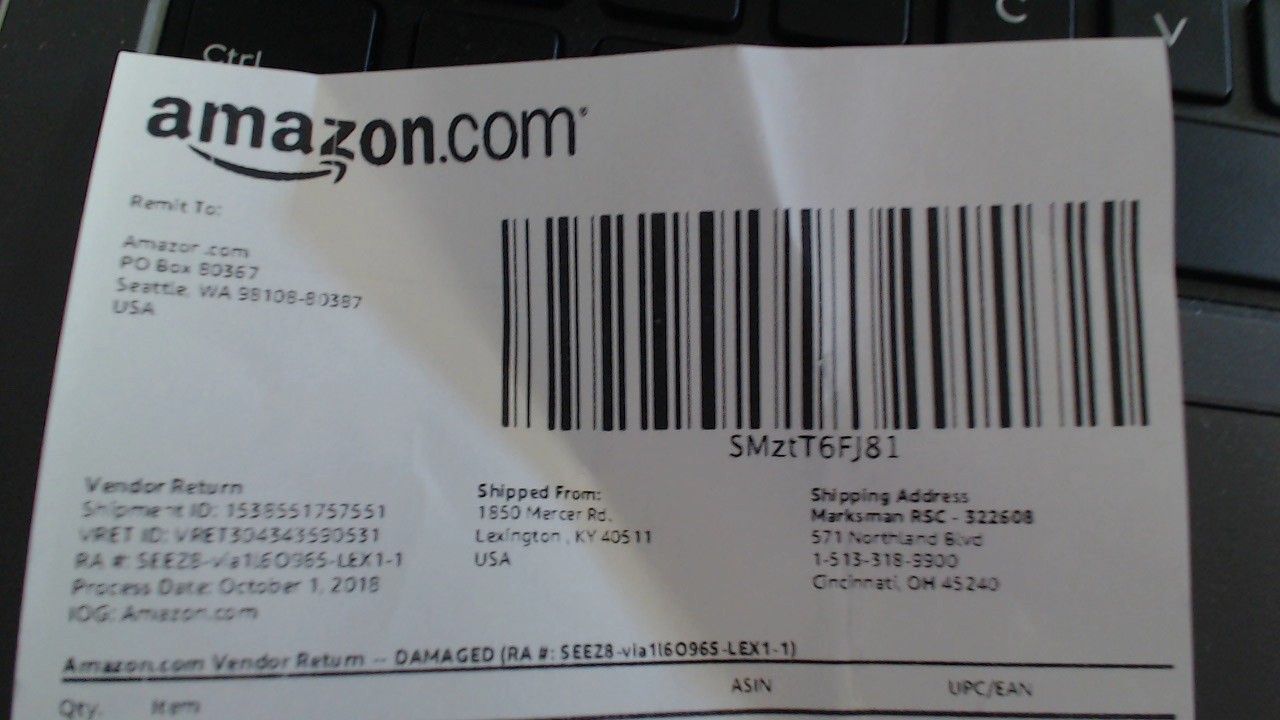 Ctrl
C
V
amazon.com
Remit To:
Amazon.com
PO Box 80387
Seattle, WA 98108-80387
USA
SMztT6FJ81
Vendor Return
Shipment ID: 1538551757551
VRET ID: VRET304343590531
RA #: SEEZ8-via1l6O965-LEX1-1
Process Date: October 1, 2018
IOG: Amazon.com
Shipped From:
1850 Mercer Rd.
Lexington , KY 40511
USA
Shipping Address
Marksman RSC - 322608
571 Northland Blvd
1-513-318-9900
Cincinnati, OH 45240
Amazon.com Vendor Return -- DAMAGED (RA #: SEEZ8-via1l6O965-LEX1-1)
Qty. Item ASIN UPC/EAN